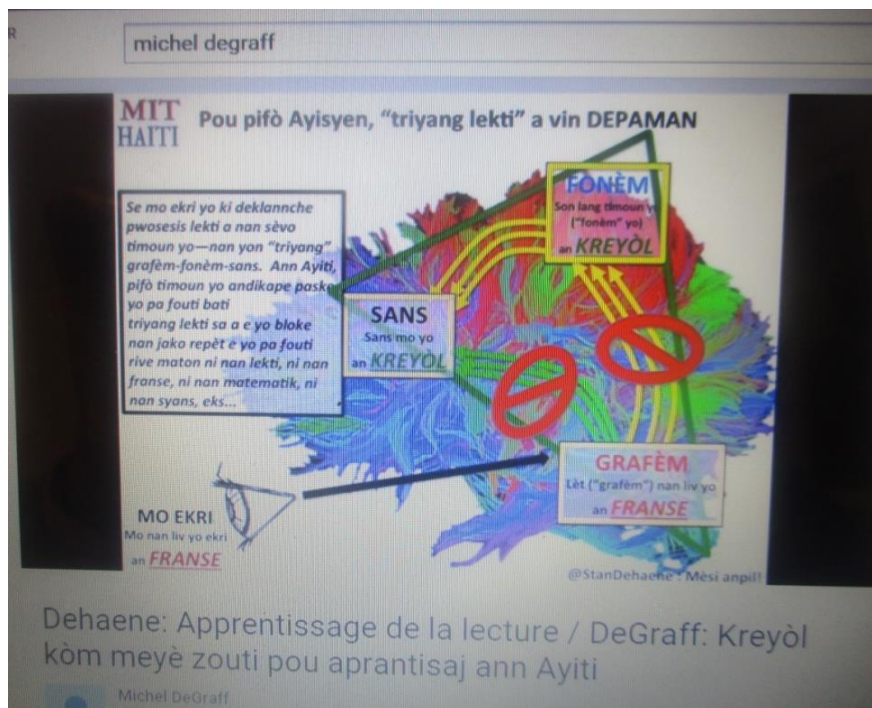 R
michel degraff
MIT
HAITI
Pou pifò Ayisyen, “triyang lekti” a vin DEPAMAN
Se mo ekri yo ki deklannche
pwosesis lekti a nan sèvo
timoun yo—nan yon “triyang”
grafèm-fonèm-sans. Ann Ayiti,
pifò timoun yo andikape paske
yo pa fouti bati
triyang lekti sa a e yo bloke
nan jako repèt e yo pa fouti
rive maton ni nan lekti, ni nan
franse, ni nan matematik, ni
nan syans, eks...
FÒNÈM
Son lang timoun yo
(“fonèm” yo)
an KREYÒL
SANS
Sans mo yo
an KREYÒL
GRAFÈM
Lèt (“grafèm”) nan liv yo
an FRANSE
MO EKRI
Mo nan liv yo ekri
an FRANSE
@StanDehaene : Mèsi anpil!
Dehaene: Apprentissage de la lecture / DeGraff: Kreyòl
kòm meyè zouti pou aprantisaj ann Ayiti
Michel DeGraff